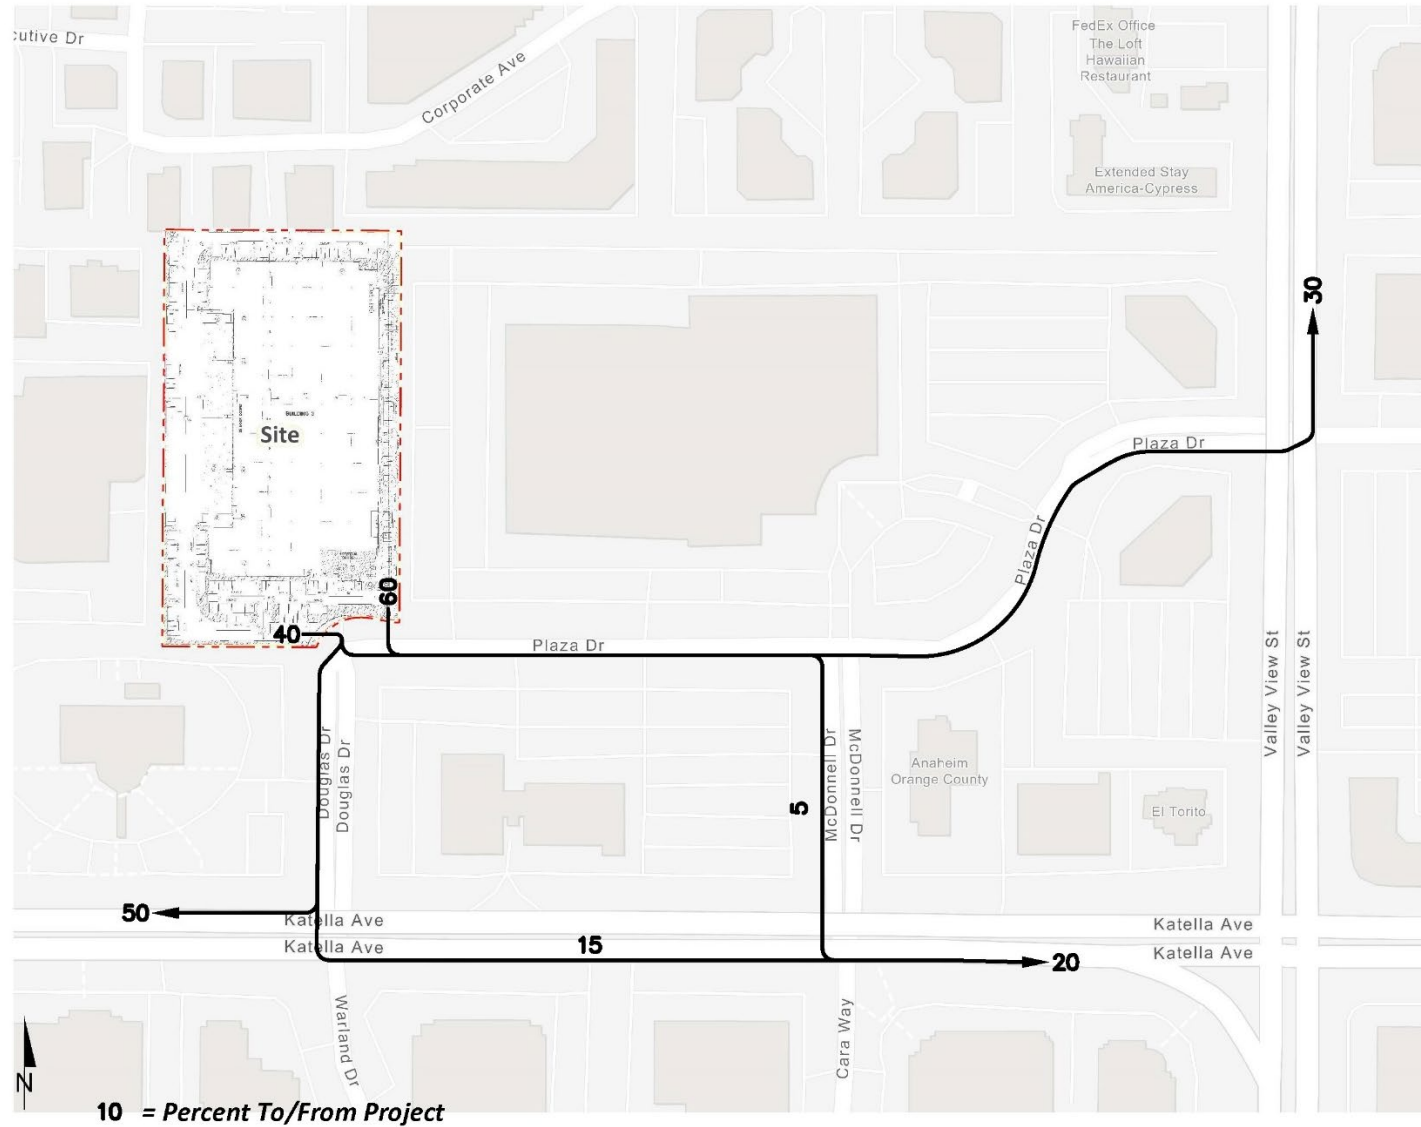 cutive Dr
Corporate Ave
FedEx Office
The Loft
Hawaiian
Restaurant
Extended Stay
America-Cypress
30
BUILDING 3
Site
Plaza Dr
Plaza Dr
60
40
Plaza Dr
Valley View St
Valley View St
Douglas Dr
Douglas Dr
5
McDonnell Dr
McDonnell Dr
Anaheim
Orange County
El Torito
50
Katella Ave
Katella Ave
15
Katella Ave
Katella Ave
20
Warland Dr
Cara Way
N
10 = Percent To/From Project